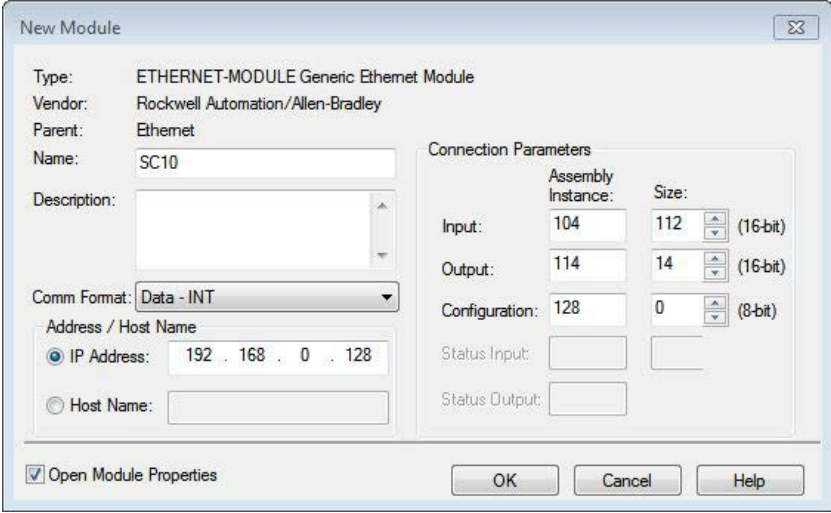 New Module
Type: ETHERNET-MODULE Generic Ethernet Module
Vendor: Rockwell Automation/Allen-Bradley
Parent: Ethernet
Name: SC10
Description:
Comm Format: Data - INT
Address / Host Name
IP Address: 192 . 168 . 0 . 128
Host Name:
Connection Parameters
Assembly
Instance: Size:
Input: 104 112 (16-bit)
Output: 114 14 (16-bit)
Configuration: 128 0 (8-bit)
Status Input:
Status Output:
Open Module Properties
OK Cancel Help